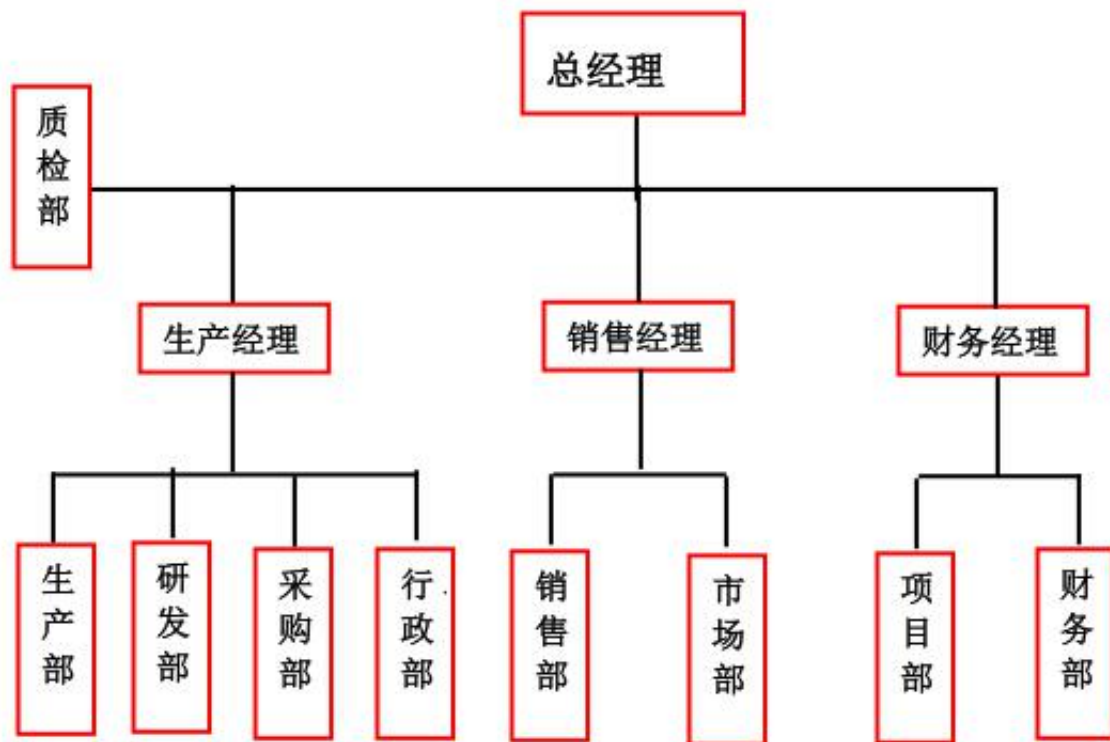 总经理
质检部
生产经理
销售经理
财务经理
生产部
研发部
采购部
行政部
销售部
市场部
项目部
财务部